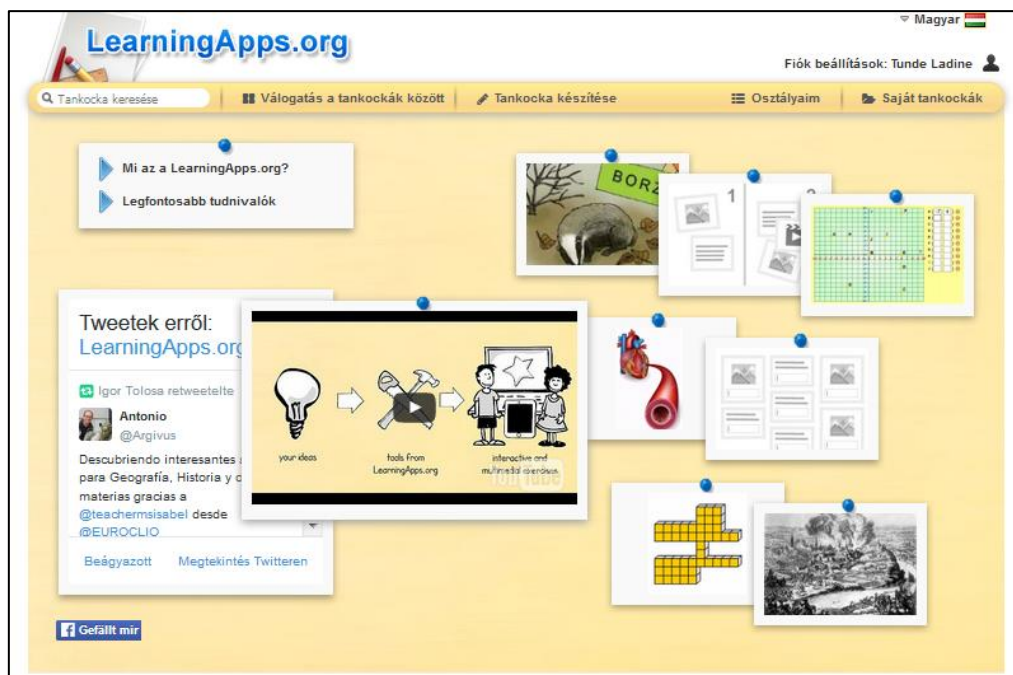 Magyar
LearningApps.org
Fiók beállítások: Tunde Ladine
Tankocka keresése
Válogatás a tankockák között
Tankocka készítése
Osztályaim
Saját tankockák
Mi az a LearningApps.org?
Legfontosabb tudnivalók
BORZ
1
2
Tweetek erről:
LearningApps.org
Igor Tolosa retweetelte
Antonio
@Argivus
Descubriendo interesantes
para Geografía, Historia y
materias gracias a
@teachermsisabel desde
@EUROCLIO
Beágyazott
Megtekintés Twitteren
your ideas
tools from
LearningApps.org
interactive and
multimedial exercises
YouTube
Gefällt mir